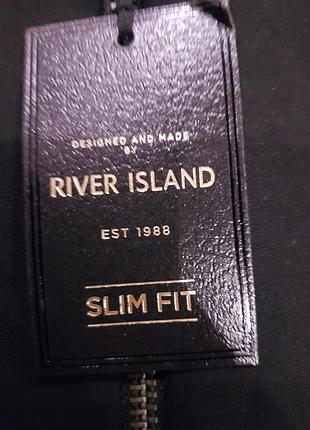 DESIGNED AND MADE
BY
RIVER ISLAND
EST 1988
SLIM FIT